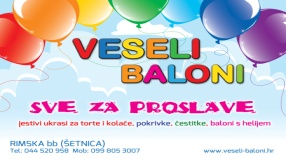 VESELI
BALONI
SVE ZA PROSLAVE
jestivi ukrasi za torte i kolače, pokrivke, čestitke, baloni s helijem
RIMSKA bb (ŠETNICA)
Tel: 044 520 958 Mob: 099 805 3007
www.veseli-baloni.hr